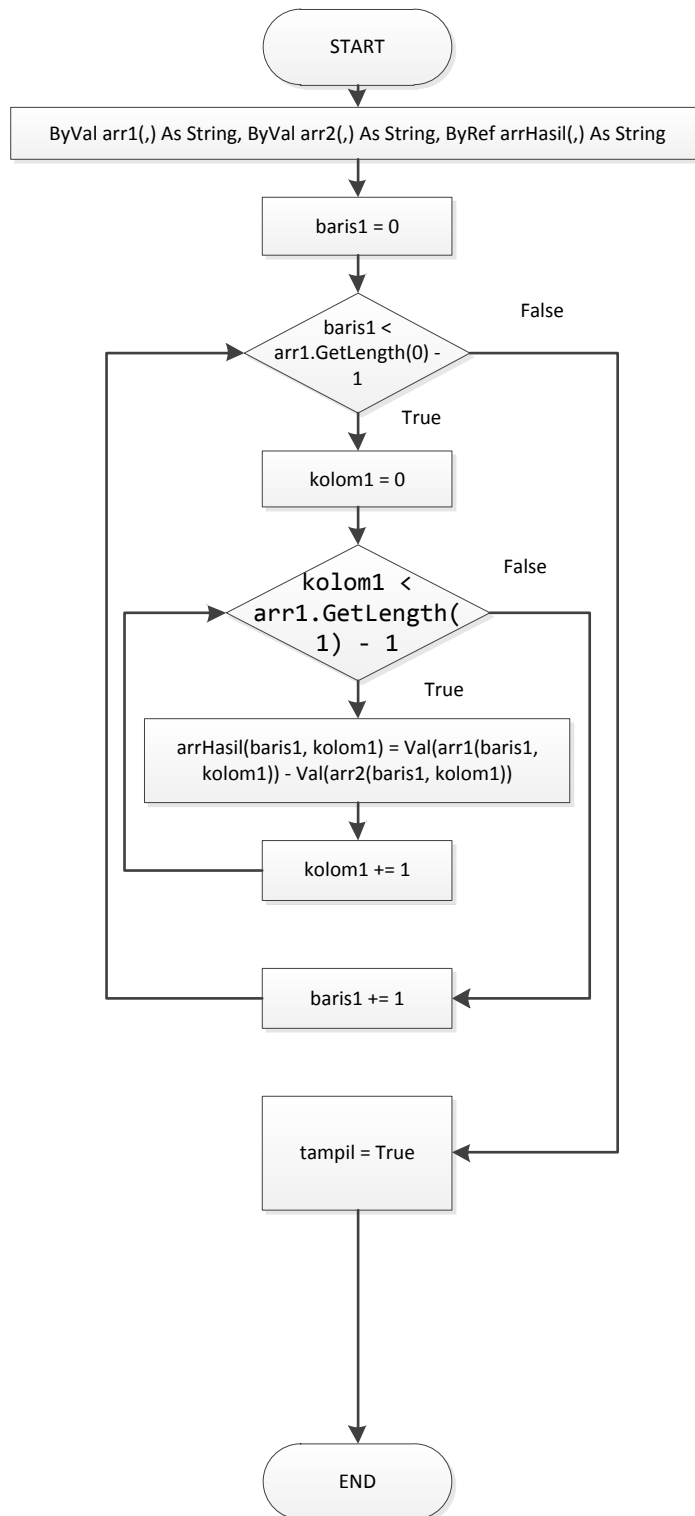 START
ByVal arr1(,) As String, ByVal arr2(,) As String, ByRef arrHasil(,) As String
baris1 = 0
False
baris1 <
arr1.GetLength(0) -
1
True
kolom1 = 0
False
kolom1 <
arr1.GetLength(
1) - 1
True
arrHasil(baris1, kolom1) = Val(arr1(baris1,
kolom1)) - Val(arr2(baris1, kolom1))
kolom1 += 1
baris1 += 1
tampil = True
END